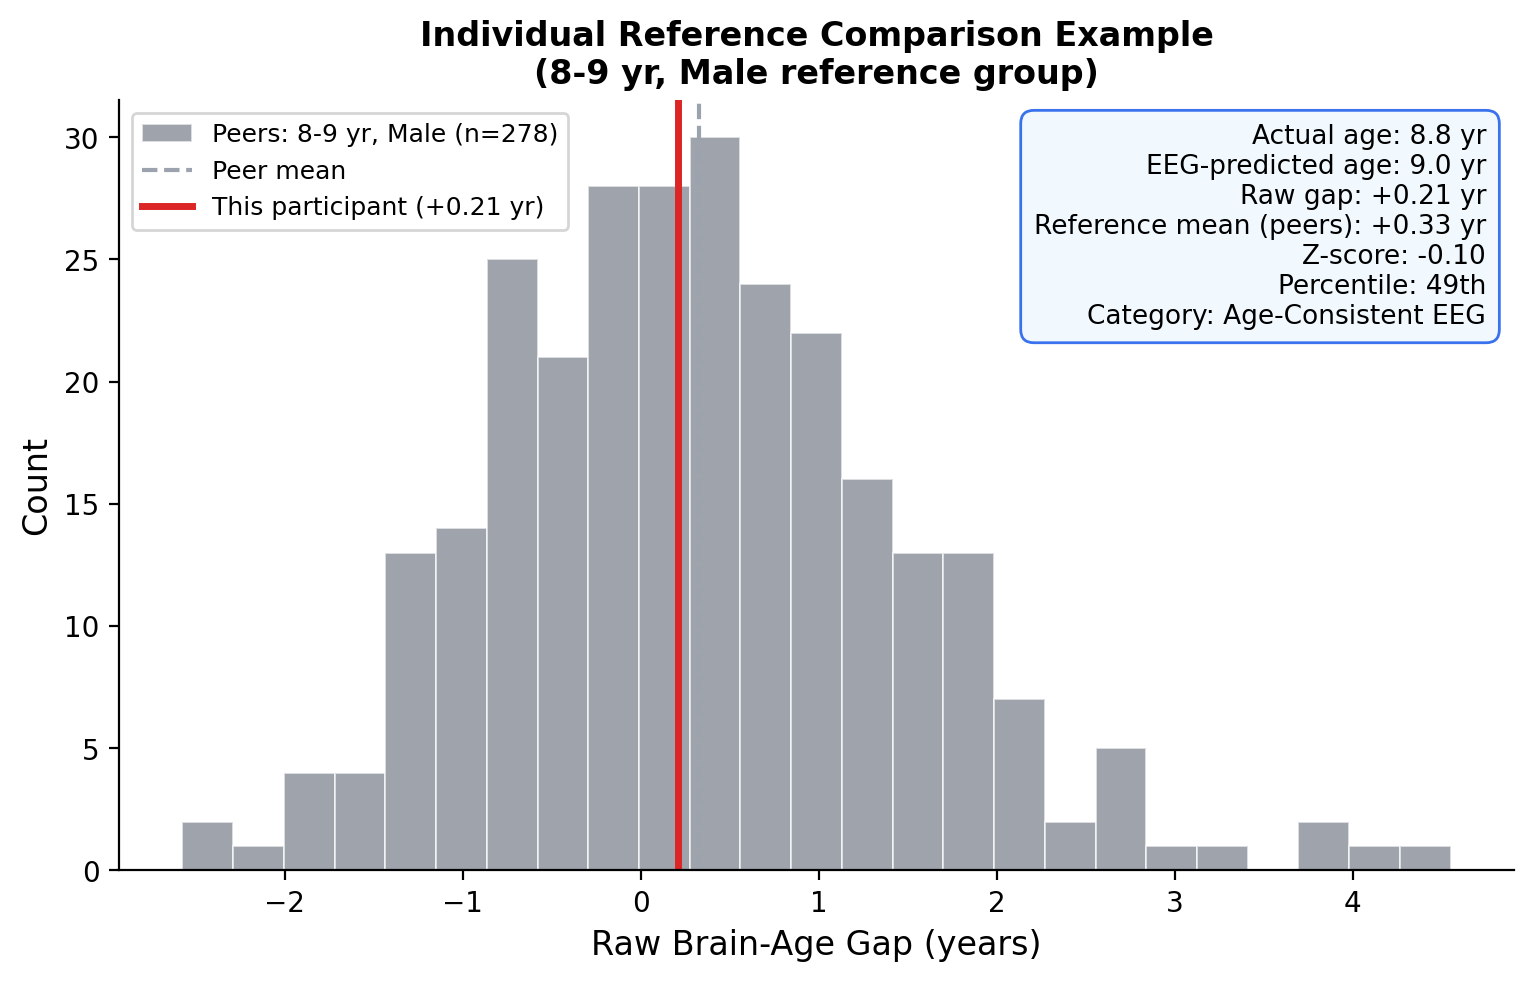 Individual Reference Comparison Example
(8-9 yr, Male reference group)
Peers: 8-9 yr, Male (n=278)
Peer mean
This participant (+0.21 yr)
Actual age: 8.8 yr
EEG-predicted age: 9.0 yr
Raw gap: +0.21 yr
Reference mean (peers): +0.33 yr
Z-score: -0.10
Percentile: 49th
Category: Age-Consistent EEG
Count
30
25
20
15
10
5
0
−2
−1
0
1
2
3
4
Raw Brain-Age Gap (years)